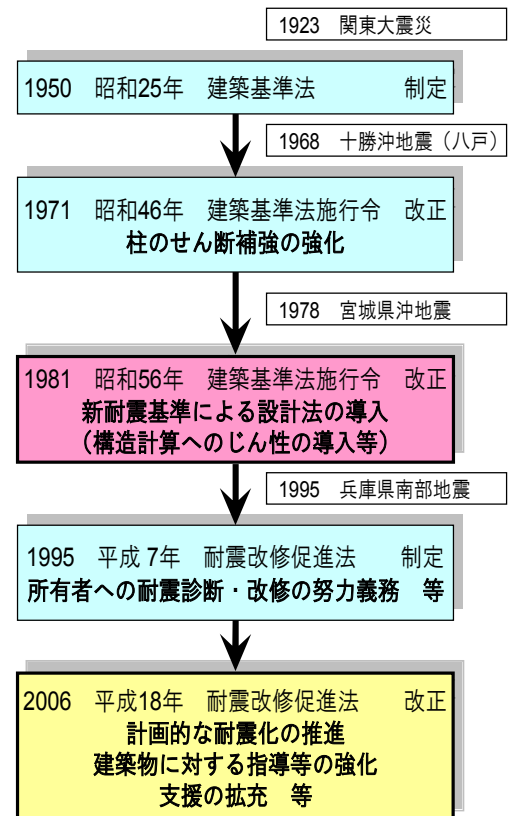 1923 関東大震災
1950 昭和25年 建築基準法 制定
1968 十勝沖地震（八戸）
1971 昭和46年 建築基準法施行令 改正
柱のせん断補強の強化
1978 宮城県沖地震
1981 昭和56年 建築基準法施行令 改正
新耐震基準による設計法の導入
（構造計算へのじん性の導入等）
1995 兵庫県南部地震
1995 平成 7年 耐震改修促進法 制定
所有者への耐震診断・改修の努力義務 等
2006 平成18年 耐震改修促進法 改正
計画的な耐震化の推進
建築物に対する指導等の強化
支援の拡充 等